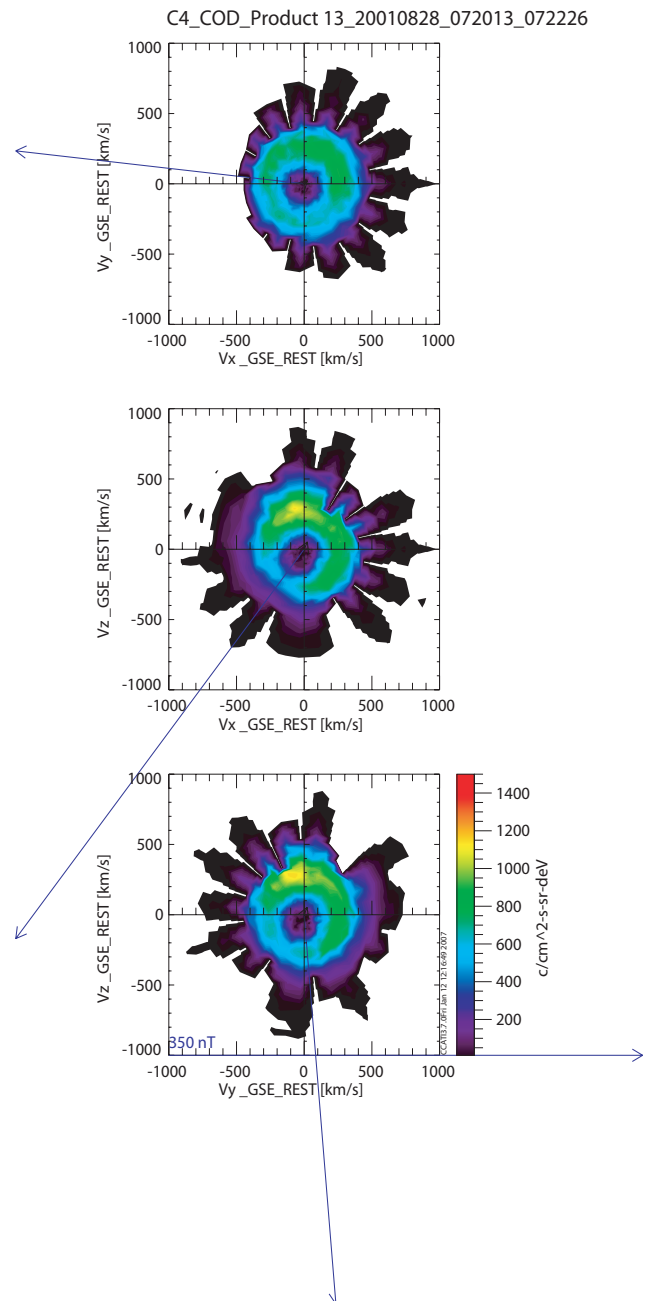 C4_COD_Product 13_20010828_072013_072226
1000
500
0
-500
-1000
Vy _GSE_REST [km/s]
-1000 -500 0 500 1000
Vx _GSE_REST [km/s]
1000
500
0
-500
-1000
Vz _GSE_REST [km/s]
-1000 -500 0 500 1000
Vx _GSE_REST [km/s]
1000
500
0
-500
-1000
Vz _GSE_REST [km/s]
350 nT
-1000 -500 0 500 1000
Vy _GSE_REST [km/s]
1400
1200
1000
800
600
400
200
c/cm^2-s-sr-deV